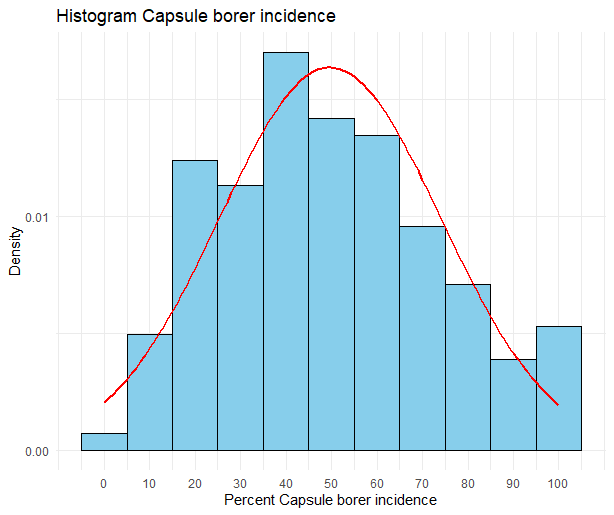 Histogram Capsule borer incidence
Density
0.01
0.00
0 10 20 30 40 50 60 70 80 90 100
Percent Capsule borer incidence